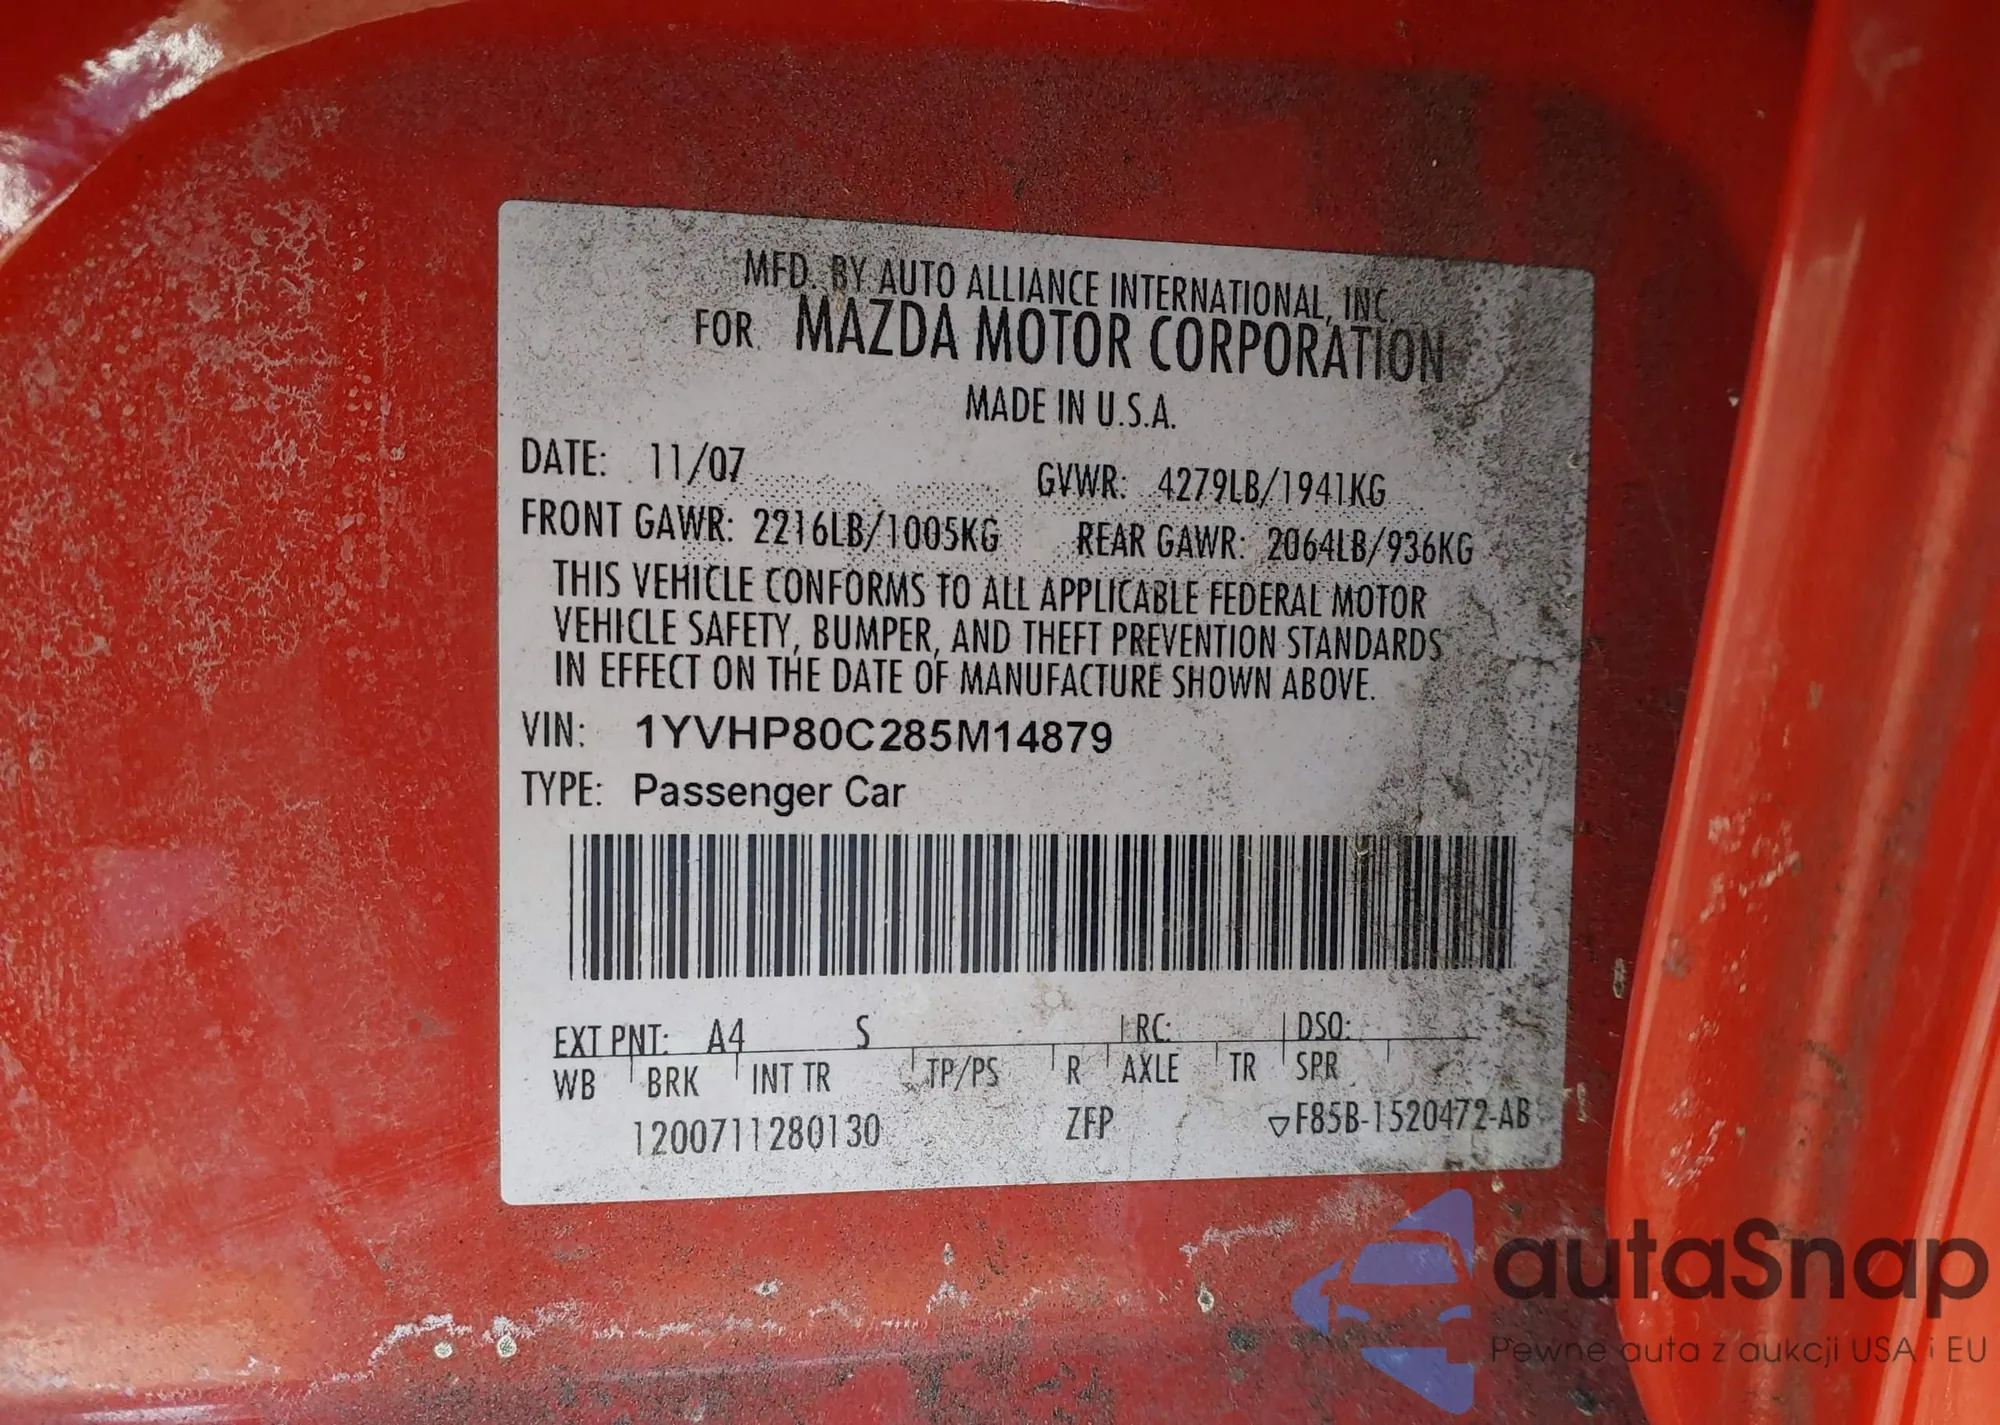 MFD. BY AUTO ALLIANCE INTERNATIONAL, INC.
FOR MAZDA MOTOR CORPORATION
MADE IN U.S.A.
DATE: 11/07 GVWR: 4279LB/1941KG
FRONT GAWR: 2216LB/1005KG REAR GAWR: 2064LB/936KG
THIS VEHICLE CONFORMS TO ALL APPLICABLE FEDERAL MOTOR
VEHICLE SAFETY, BUMPER, AND THEFT PREVENTION STANDARDS
IN EFFECT ON THE DATE OF MANUFACTURE SHOWN ABOVE.
VIN: 1YVHP80C285M14879
TYPE: Passenger Car
EXT PNT: A4 S RC: DSO:
WB BRK INT TR TP/PS R AXLE TR SPR
1200711280130 ZFP ▽F85B-1520472-AB
autaSnap
Pewne auta z aukcji USA i EU